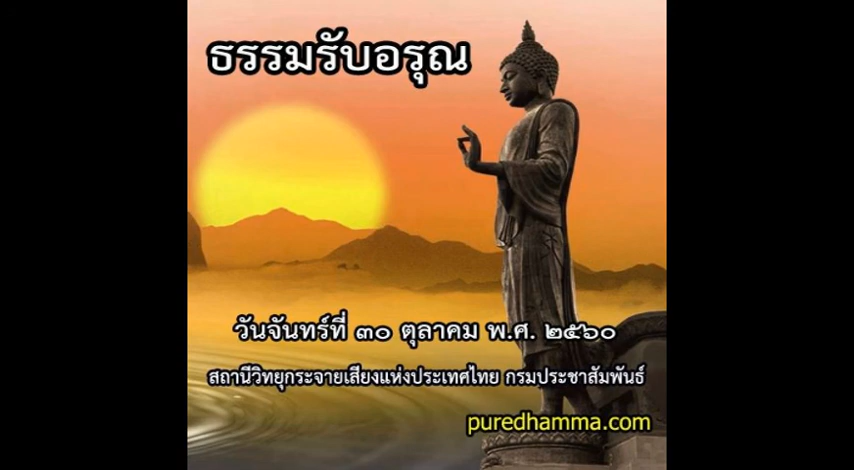 ธรรมรับอรุณ
วันจันทร์ที่ ๓๐ ตุลาคม พ.ศ. ๒๕๖๐
สถานีวิทยุกระจายเสียงแห่งประเทศไทย กรมประชาสัมพันธ์
puredhamma.com